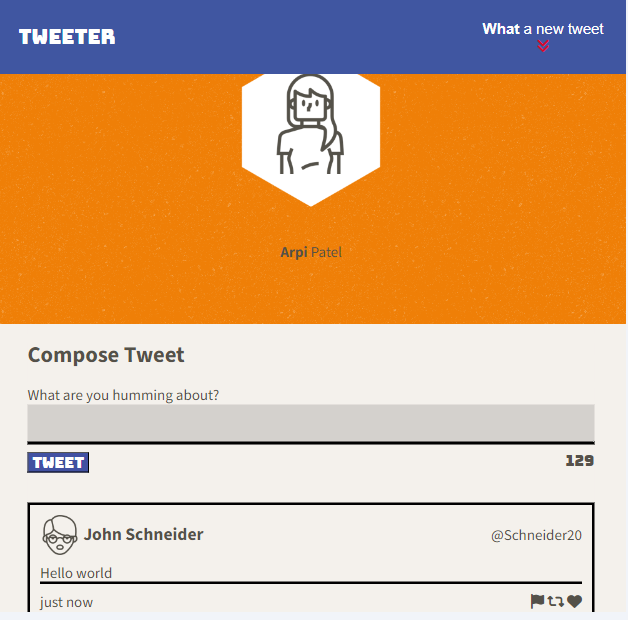 TWEETER
What a new tweet
Arpi Patel
Compose Tweet
What are you humming about?
TWEET
129
John Schneider
@Schneider20
Hello world
just now